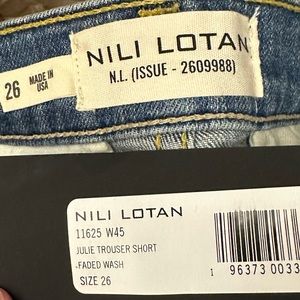 NILI LOTAN
N.L. (ISSUE - 2609988)
26
MADE IN
USA
NILI LOTAN
11625 W45
JULIE TROUSER SHORT
FADED WASH
SIZE 26
1 96373 0033